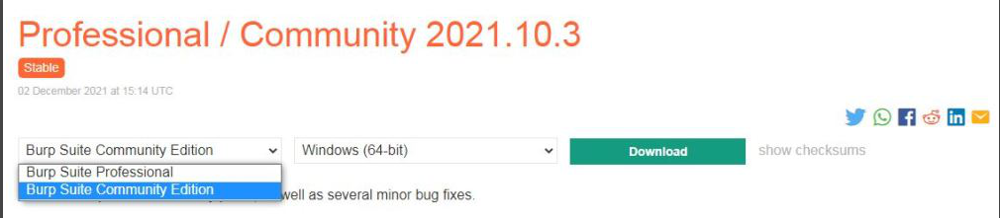 Professional / Community 2021.10.3
Stable
02 December 2021 at 15:14 UTC
Burp Suite Community Edition Windows (64-bit) Download show checksums
Burp Suite Professional
Burp Suite Community Edition
well as several minor bug fixes.